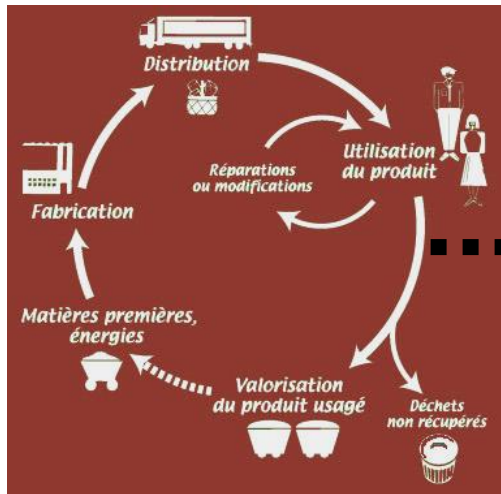 Distribution
Utilisation
du produit
Réparations
ou modifications
Fabrication
Matières premières,
énergies
Valorisation
du produit usagé
Déchets
non récupérés